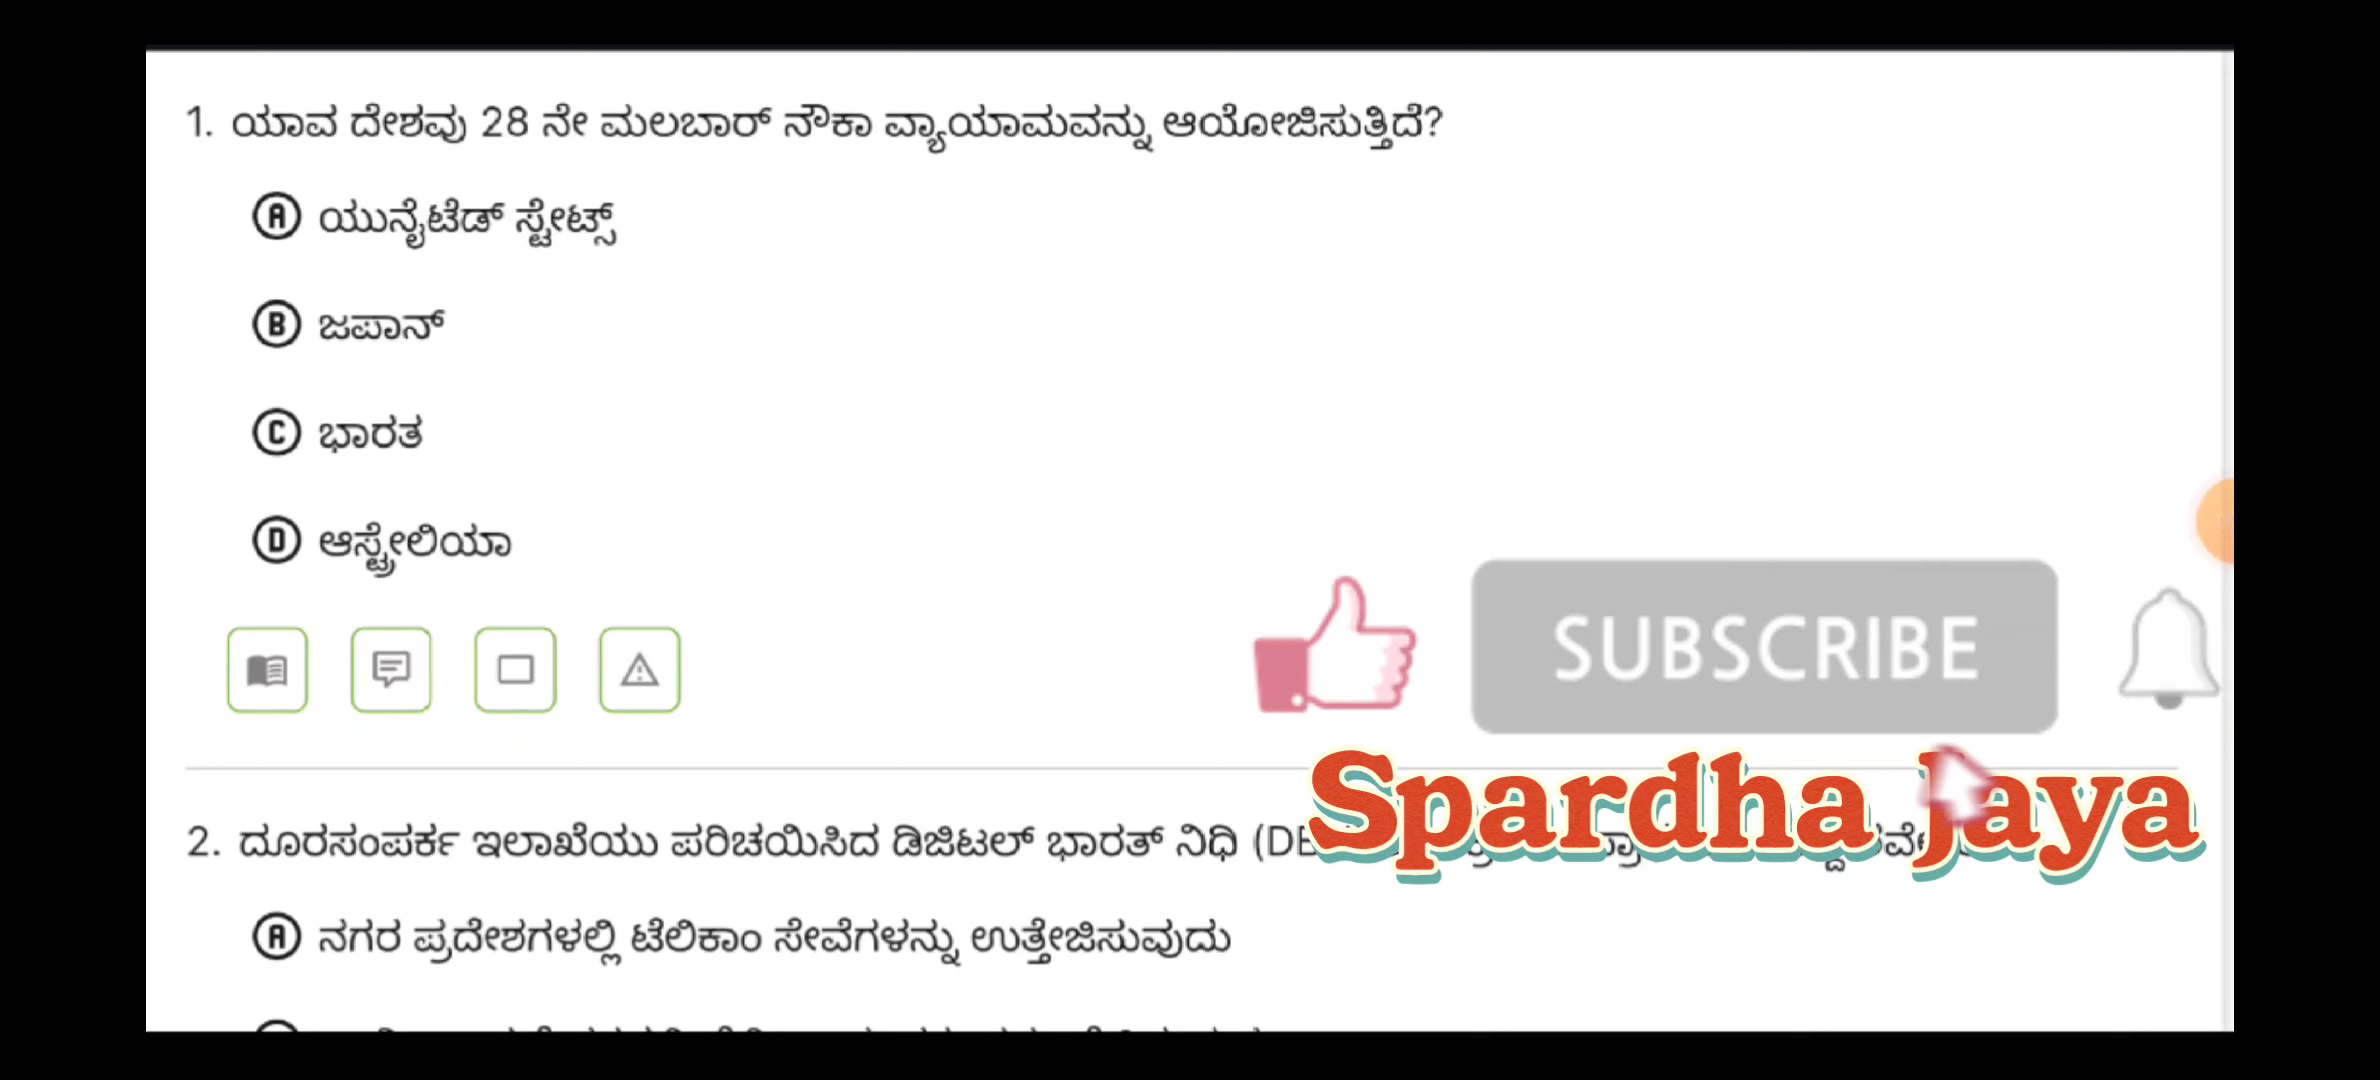 1. ಯಾವ ದೇಶವು 28 ನೇ ಮಲಬಾರ್ ನೌಕಾ ವ್ಯಾಯಾಮವನ್ನು ಆಯೋಜಿಸುತ್ತಿದೆ?
A ಯುನೈಟೆಡ್ ಸ್ಟೇಟ್ಸ್
B ಜಪಾನ್
C ಭಾರತ
D ಆಸ್ಟ್ರೇಲಿಯಾ
SUBSCRIBE
Spardha Jaya
2. ದೂರಸಂಪರ್ಕ ಇಲಾಖೆಯು ಪರಿಚಯಿಸಿದ ಡಿಜಿಟಲ್ ಭಾರತ್ ನಿಧಿ
A ನಗರ ಪ್ರದೇಶಗಳಲ್ಲಿ ಟೆಲಿಕಾಂ ಸೇವೆಗಳನ್ನು ಉತ್ತೇಜಿಸುವುದು